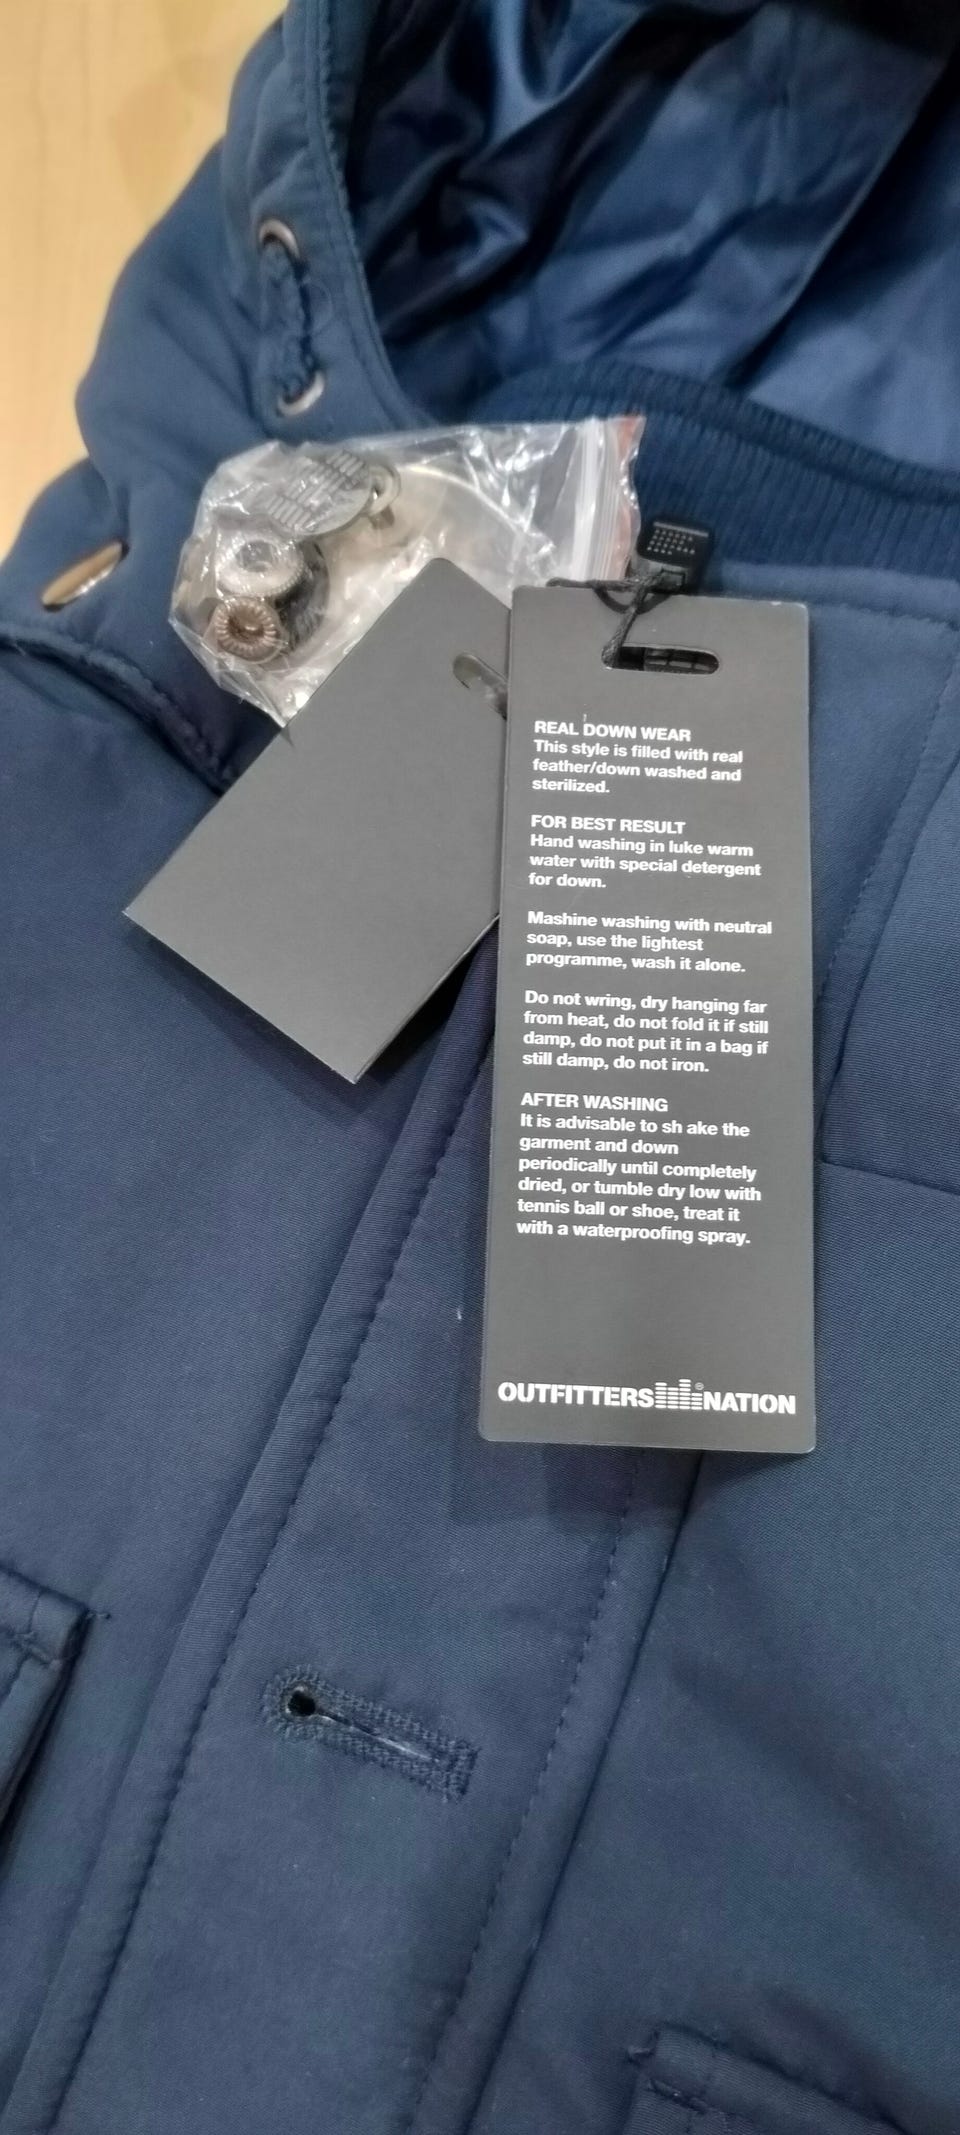 REAL DOWN WEAR
This style is filled with real
feather/down washed and
sterilized.
FOR BEST RESULT
Hand washing in luke warm
water with special detergent
for down.
Mashine washing with neutral
soap, use the lightest
programme, wash it alone.
Do not wring, dry hanging far
from heat, do not fold it if still
damp, do not put it in a bag if
still damp, do not iron.
AFTER WASHING
It is advisable to sh ake the
garment and down
periodically until completely
dried, or tumble dry low with
tennis ball or shoe, treat it
with a waterproofing spray.
OUTFITTERS ® NATION